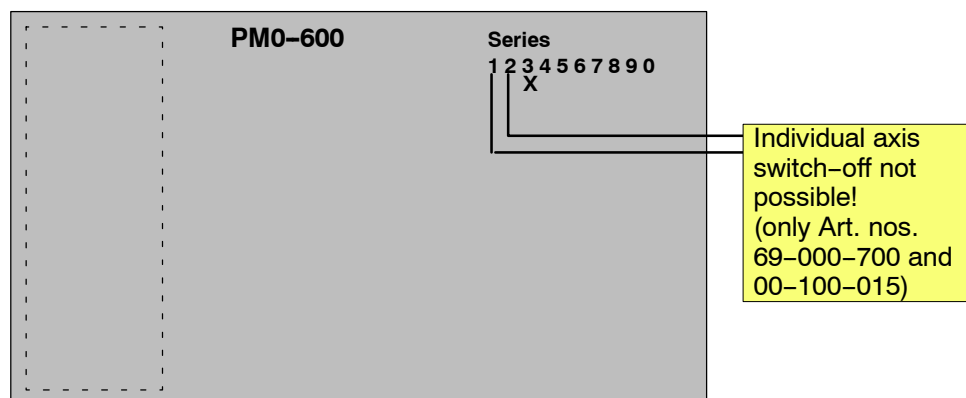 PM0-600
Series
1 2 3 4 5 6 7 8 9 0
X
Individual axis
switch-off not
possible!
(only Art. nos.
69-000-700 and
00-100-015)